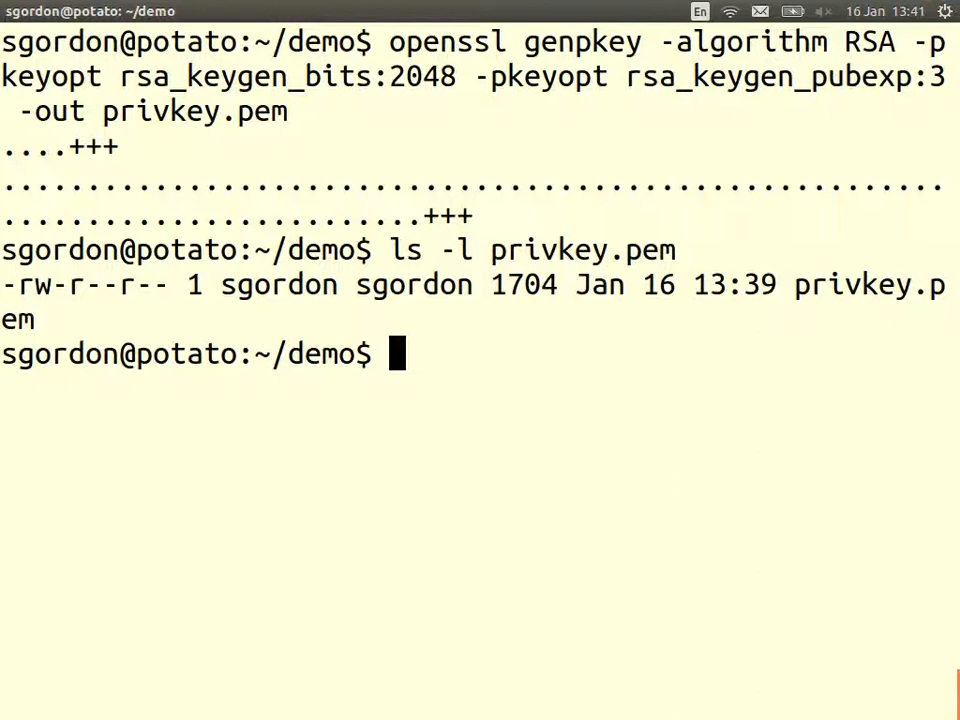 sgordon@potato: ~/demo En 16 Jan 13:41
sgordon@potato:~/demo$ openssl genpkey -algorithm RSA -p
keyopt rsa_keygen_bits:2048 -pkeyopt rsa_keygen_pubexp:3
 -out privkey.pem
....+++
........................................................
.........................+++
sgordon@potato:~/demo$ ls -l privkey.pem
-rw-r--r-- 1 sgordon sgordon 1704 Jan 16 13:39 privkey.p
em
sgordon@potato:~/demo$